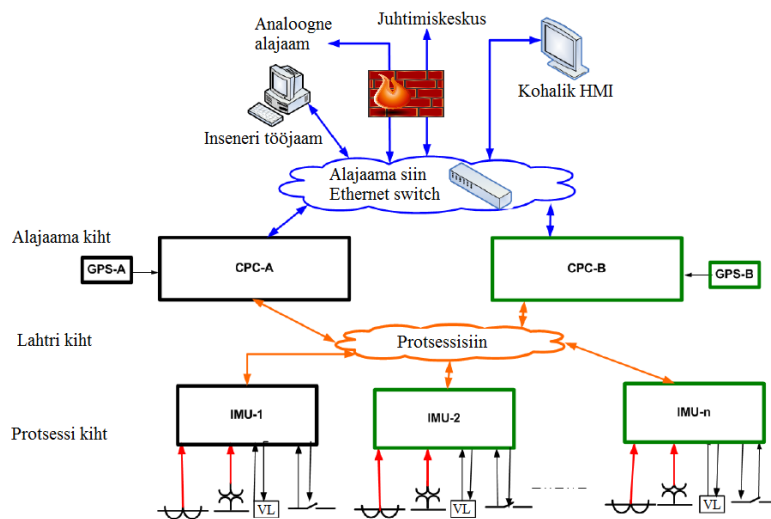 Analoogne
alajaam
Juhtimiskeskus
Kohalik HMI
Inseneri tööjaam
Alajaama siin
Ethernet switch
Alajaama kiht
GPS-A
CPC-A
CPC-B
GPS-B
Lahtri kiht
Protsessisiin
Protsessi kiht
IMU-1
IMU-2
IMU-n
VL
VL
VL